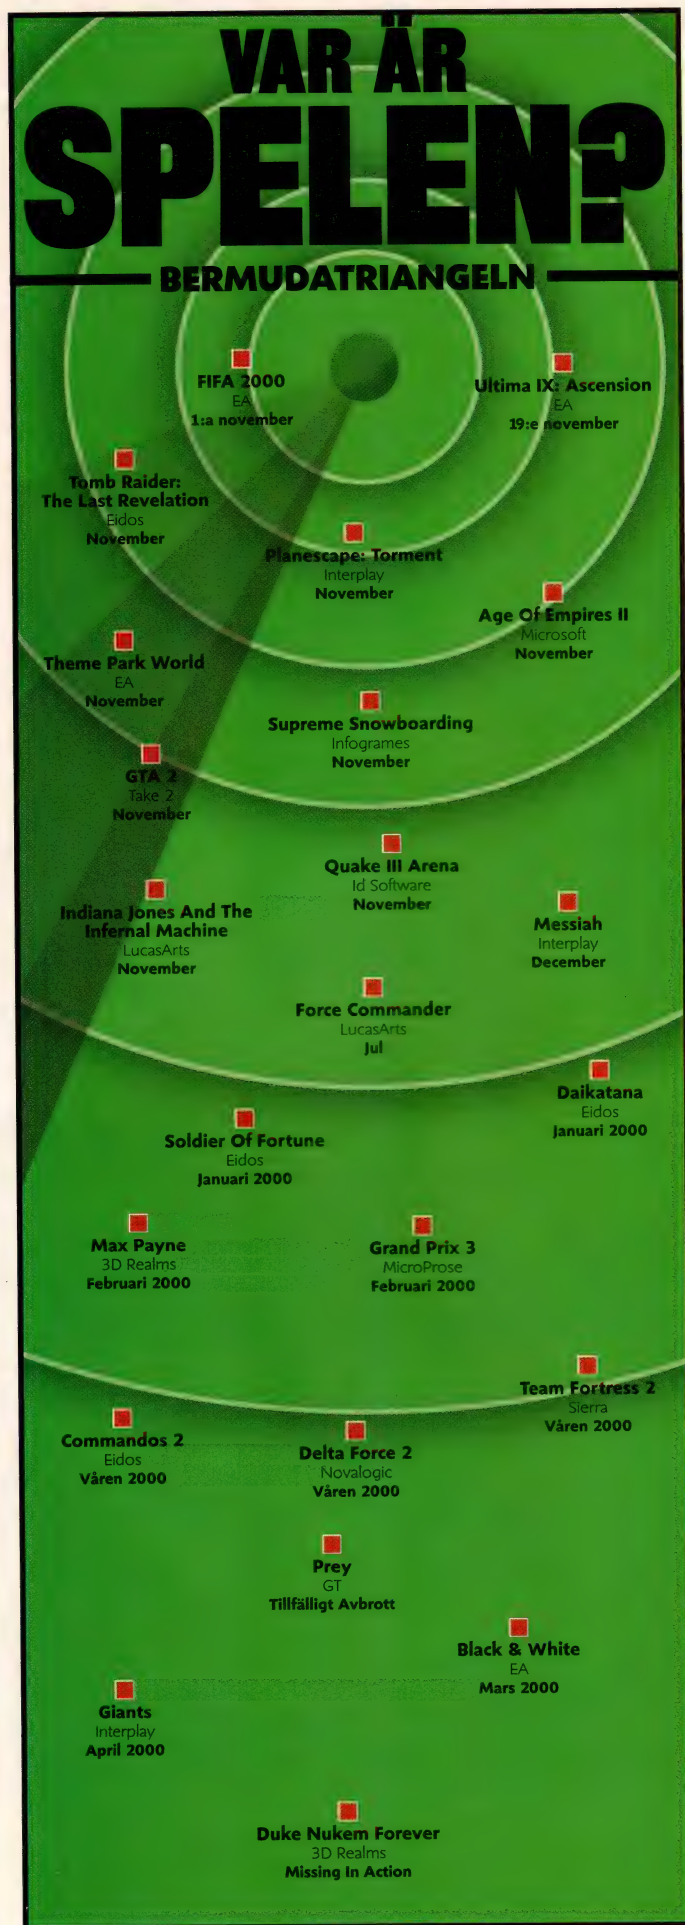 VAR ÄR
SPELEN?
BERMUDATRIANGELN
FIFA 2000
EA
1:a november
Ultima IX: Ascension
EA
19:e november
Tomb Raider:
The Last Revelation
Eidos
November
Planescape: Torment
Interplay
November
Age Of Empires II
Microsoft
November
Theme Park World
EA
November
Supreme Snowboarding
Infogrames
November
GTA 2
Take 2
November
Quake III Arena
Id Software
November
Indiana Jones And The
Infernal Machine
LucasArts
November
Messiah
Interplay
December
Force Commander
LucasArts
Jul
Daikatana
Eidos
Januari 2000
Soldier Of Fortune
Eidos
Januari 2000
Max Payne
3D Realms
Februari 2000
Grand Prix 3
MicroProse
Februari 2000
Team Fortress 2
Sierra
Våren 2000
Commandos 2
Eidos
Våren 2000
Delta Force 2
Novalogic
Våren 2000
Prey
GT
Tillfälligt Avbrott
Black & White
EA
Mars 2000
Giants
Interplay
April 2000
Duke Nukem Forever
3D Realms
Missing In Action